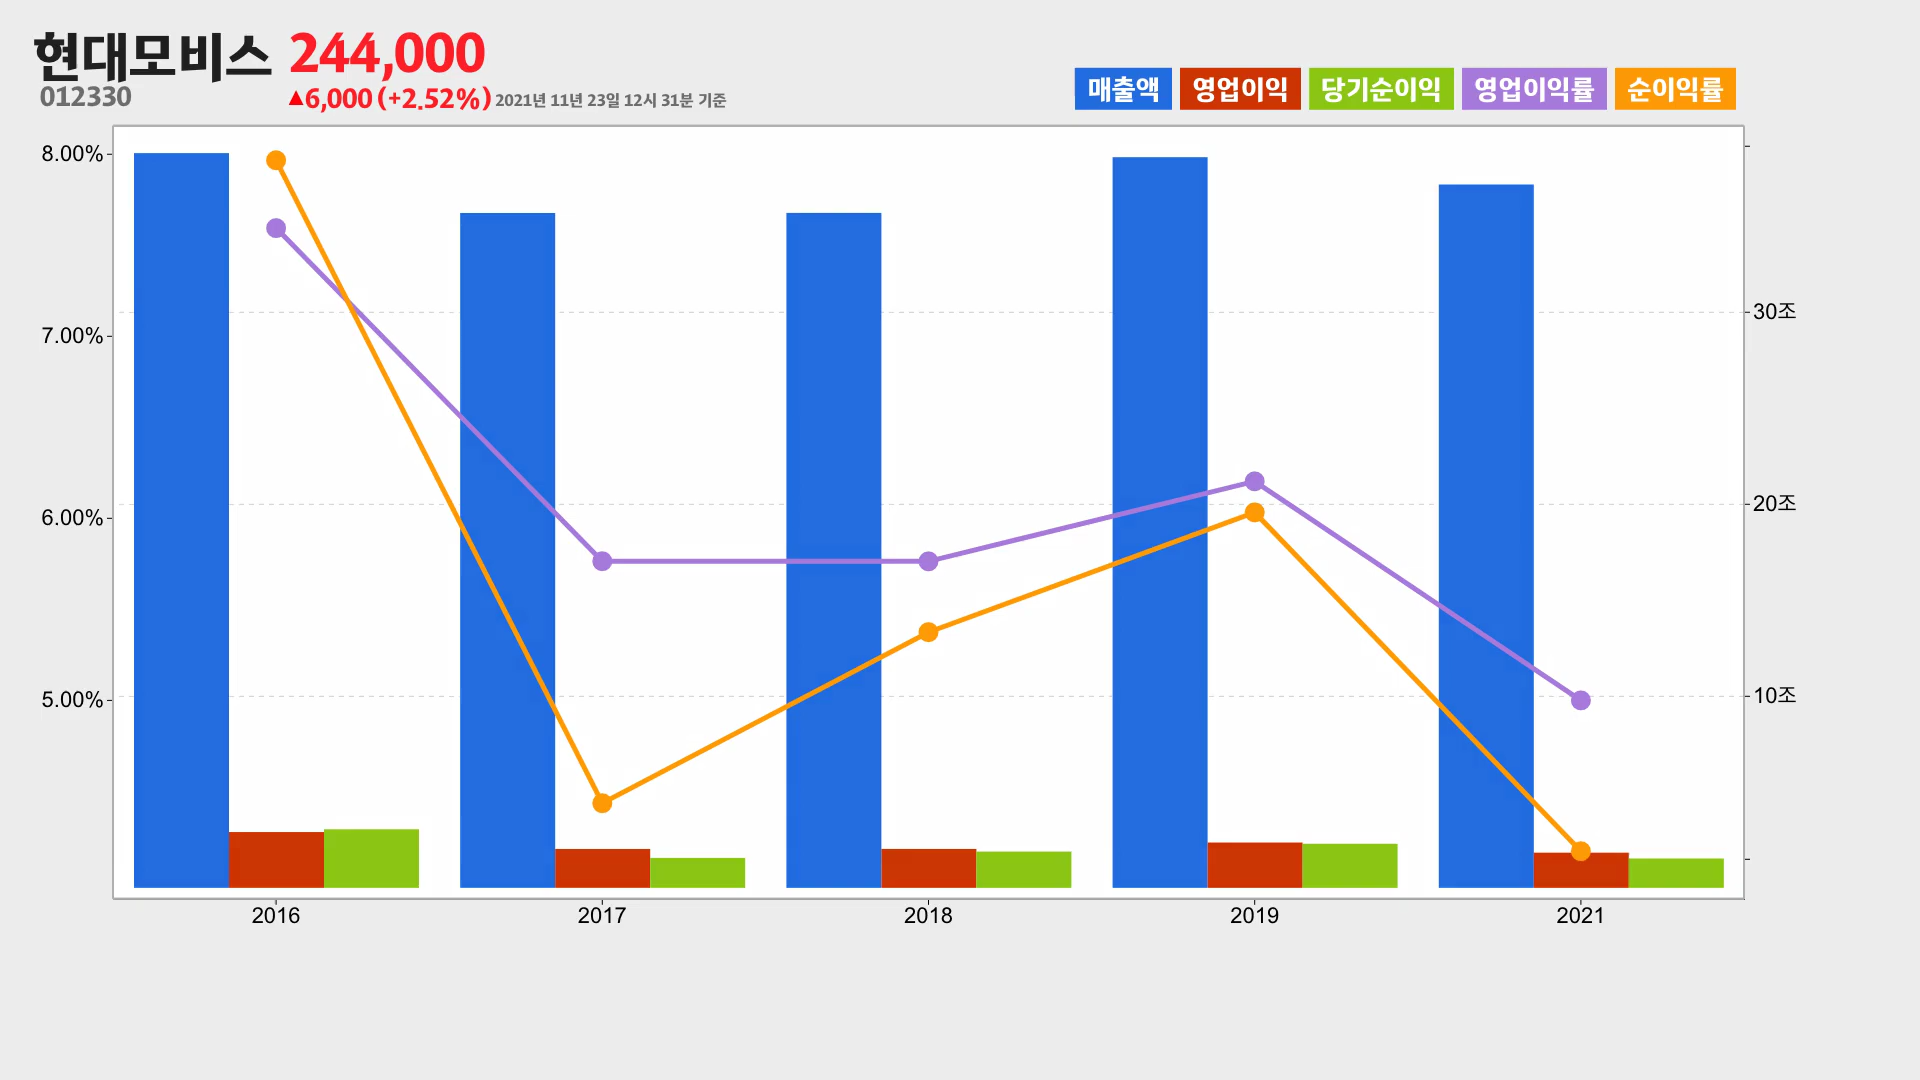 현대모비스 244,000
012330
▲6,000 (+2.52%) 2021년 11년 23일 12시 31분 기준
매출액 영업이익 당기순이익 영업이익률 순이익률
8.00%
7.00%
6.00%
5.00%
30조
20조
10조
2016 2017 2018 2019 2021